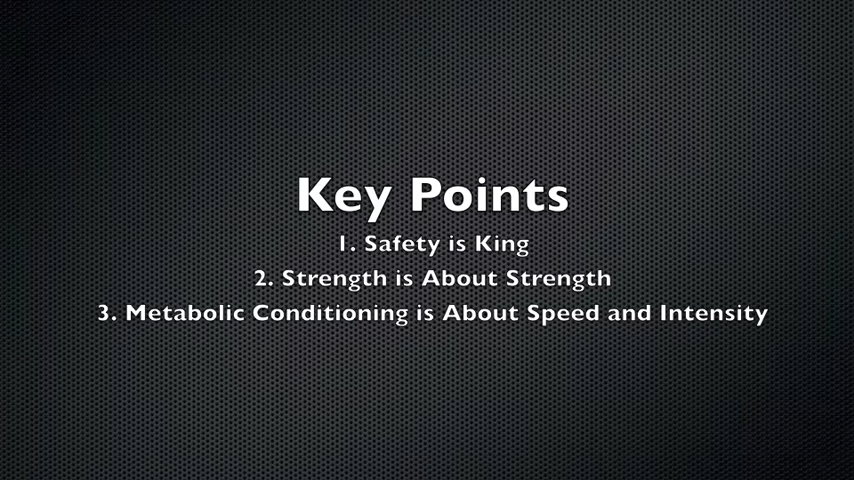 Key Points
1. Safety is King
2. Strength is About Strength
3. Metabolic Conditioning is About Speed and Intensity